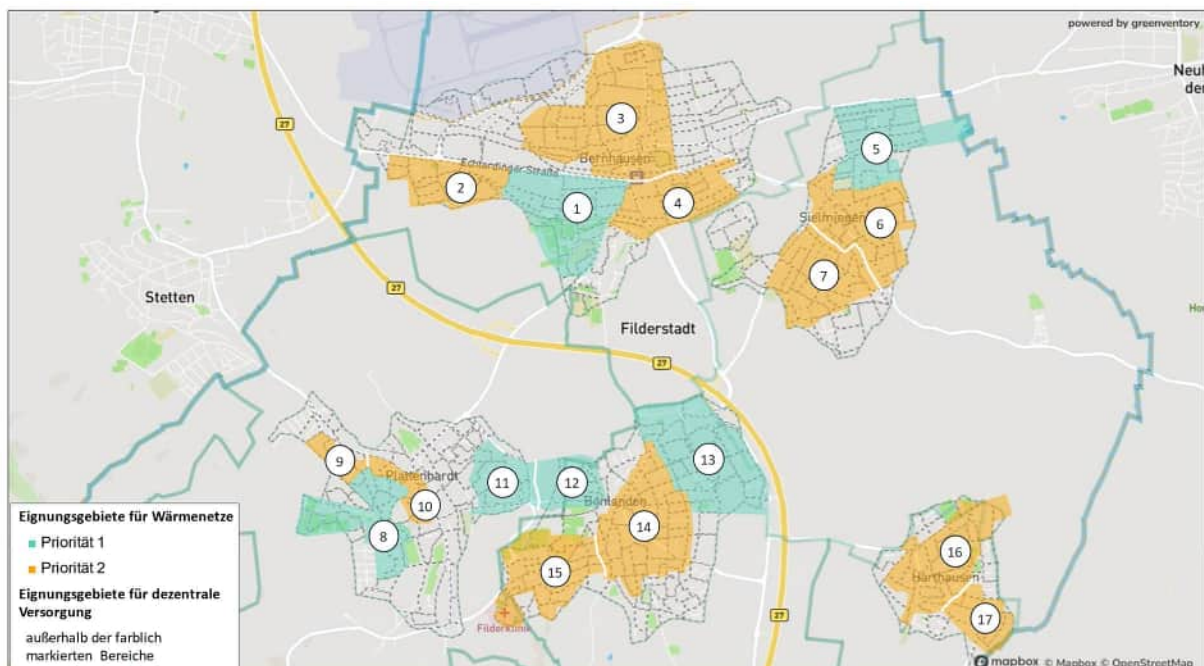 powered by greenventory
Neul
der
27
3
5
Bernhausen
Echterdinger Straße
2
1
4
Sielmingen
6
7
27
Stetten
Filderstadt
27
9
Plattenhardt
10
11
12
Bonlanden
13
8
14
15
Filderklinik
16
Harthausen
17
27
Eignungsgebiete für Wärmenetze
Priorität 1
Priorität 2
Eignungsgebiete für dezentrale
Versorgung
außerhalb der farblich
markierten Bereiche
mapbox © Mapbox © OpenStreetMap